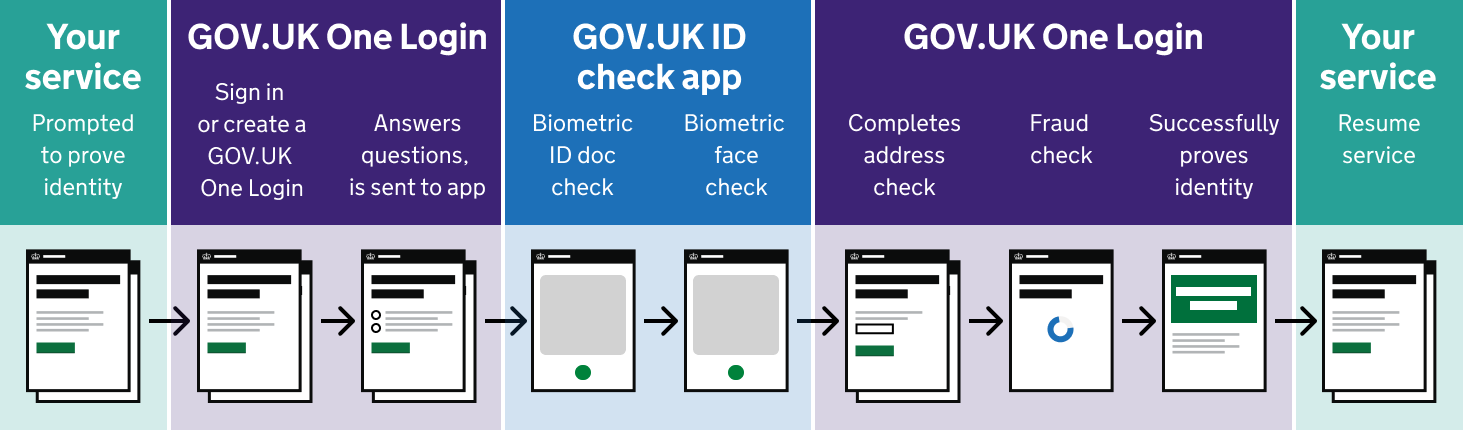 Your
service
Prompted
to prove
identity
GOV.UK One Login
Sign in
or create a
GOV.UK
One Login
Answers
questions,
is sent to app
GOV.UK ID
check app
Biometric
ID doc
check
Biometric
face
check
GOV.UK One Login
Completes
address
check
Fraud
check
Successfully
proves
identity
Your
service
Resume
service